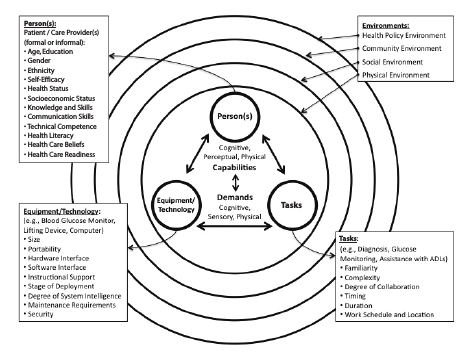 Person(s):
Patient / Care Provider(s)
(formal or informal):
• Age, Education
• Gender
• Ethnicity
• Self-Efficacy
• Health Status
• Socioeconomic Status
• Knowledge and Skills
• Communication Skills
• Technical Competence
• Health Literacy
• Health Care Beliefs
• Health Care Readiness
Environments:
Health Policy Environment
Community Environment
Social Environment
Physical Environment
Person(s)
Cognitive,
Perceptual, Physical
Capabilities
Demands
Cognitive,
Sensory, Physical
Equipment/
Technology
Tasks
Equipment/Technology:
(e.g., Blood Glucose Monitor,
Lifting Device, Computer)
• Size
• Portability
• Hardware Interface
• Software Interface
• Instructional Support
• Stage of Deployment
• Degree of System Intelligence
• Maintenance Requirements
• Security
Tasks:
(e.g., Diagnosis, Glucose
Monitoring, Assistance with ADLs)
• Familiarity
• Complexity
• Degree of Collaboration
• Timing
• Duration
• Work Schedule and Location